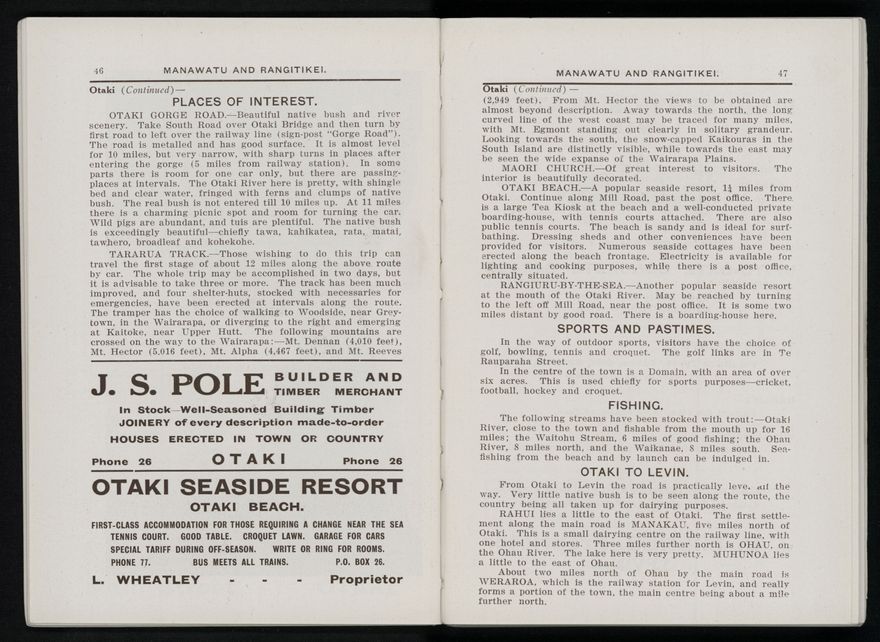 46 MANAWATU AND RANGITIKEI.
Otaki (Continued)—
PLACES OF INTEREST.
OTAKI GORGE ROAD.—Beautiful native bush and river
scenery. Take South Road over Otaki Bridge and then turn by
first road to left over the railway line (sign-post "Gorge Road").
The road is metalled and has good surface. It is almost level
for 10 miles, but very narrow, with sharp turns in places after
entering the gorge (5 miles from railway station). In some
parts there is room for one car only, but there are passing-
places at intervals. The Otaki River here is pretty, with shingle
bed and clear water, fringed with ferns and clumps of native
bush. The real bush is not entered till 10 miles up. At 11 miles
there is a charming picnic spot and room for turning the car.
Wild pigs are abundant, and tuis are plentiful. The native bush
is exceedingly beautiful—chiefly tawa, kahikatea, rata, matai,
tawhero, broadleaf and kohekohe.
TARARUA TRACK.—Those wishing to do this trip can
travel the first stage of about 12 miles along the above route
by car. The whole trip may be accomplished in two days, but
it is advisable to take three or more. The track has been much
improved, and four shelter-huts, stocked with necessaries for
emergencies, have been erected at intervals along the route.
The tramper has the choice of walking to Woodside, near Grey-
town, in the Wairarapa, or diverging to the right and emerging
at Kaitoke, near Upper Hutt. The following mountains are
crossed on the way to the Wairarapa:—Mt. Dennan (4,010 feet),
Mt. Hector (5,016 feet), Mt. Alpha (4,467 feet), and Mt. Reeves
J. S. POLE BUILDER AND
TIMBER MERCHANT
In Stock—Well-Seasoned Building Timber
JOINERY of every description made-to-order
HOUSES ERECTED IN TOWN OR COUNTRY
Phone 26 OTAKI Phone 26
OTAKI SEASIDE RESORT
OTAKI BEACH.
FIRST-CLASS ACCOMMODATION FOR THOSE REQUIRING A CHANGE NEAR THE SEA
TENNIS COURT. GOOD TABLE. CROQUET LAWN. GARAGE FOR CARS
SPECIAL TARIFF DURING OFF-SEASON. WRITE OR RING FOR ROOMS.
PHONE 77. BUS MEETS ALL TRAINS. P.O. BOX 26.
L. WHEATLEY - - - Proprietor
MANAWATU AND RANGITIKEI. 47
Otaki (Continued) —
(2,949 feet). From Mt. Hector the views to be obtained are
almost beyond description. Away towards the north, the long
curved line of the west coast may be traced for many miles,
with Mt. Egmont standing out clearly in solitary grandeur.
Looking towards the south, the snow-capped Kaikouras in the
South Island are distinctly visible, while towards the east may
be seen the wide expanse of the Wairarapa Plains.
MAORI CHURCH.—Of great interest to visitors. The
interior is beautifully decorated.
OTAKI BEACH.—A popular seaside resort, 1¾ miles from
Otaki. Continue along Mill Road, past the post office. There
is a large Tea Kiosk at the beach and a well-conducted private
boarding-house, with tennis courts attached. There are also
public tennis courts. The beach is sandy and is ideal for surf-
bathing. Dressing sheds and other conveniences have been
provided for visitors. Numerous seaside cottages have been
erected along the beach frontage. Electricity is available for
lighting and cooking purposes, while there is a post office,
centrally situated.
RANGIURU-BY-THE-SEA.—Another popular seaside resort
at the mouth of the Otaki River. May be reached by turning
to the left off Mill Road, near the post office. It is some two
miles distant by good road. There is a boarding-house here.
SPORTS AND PASTIMES.
In the way of outdoor sports, visitors have the choice of
golf, bowling, tennis and croquet. The golf links are in Te
Rauparaha Street.
In the centre of the town is a Domain, with an area of over
six acres. This is used chiefly for sports purposes—cricket,
football, hockey and croquet.
FISHING.
The following streams have been stocked with trout:—Otaki
River, close to the town and fishable from the mouth up for 16
miles; the Waitohu Stream, 6 miles of good fishing; the Ohau
River, 8 miles north, and the Waikanae, 8 miles south. Sea-
fishing from the beach and by launch can be indulged in.
OTAKI TO LEVIN.
From Otaki to Levin the road is practically level all the
way. Very little native bush is to be seen along the route, the
country being all taken up for dairying purposes.
RAHUI lies a little to the east of Otaki. The first settle-
ment along the main road is MANAKAU, five miles north of
Otaki. This is a small dairying centre on the railway line, with
one hotel and stores. Three miles further north is OHAU, on
the Ohau River. The lake here is very pretty. MUHUNOA lies
a little to the east of Ohau.
About two miles north of Ohau by the main road is
WERAROA, which is the railway station for Levin, and really
forms a portion of the town, the main centre being about a mile
further north.